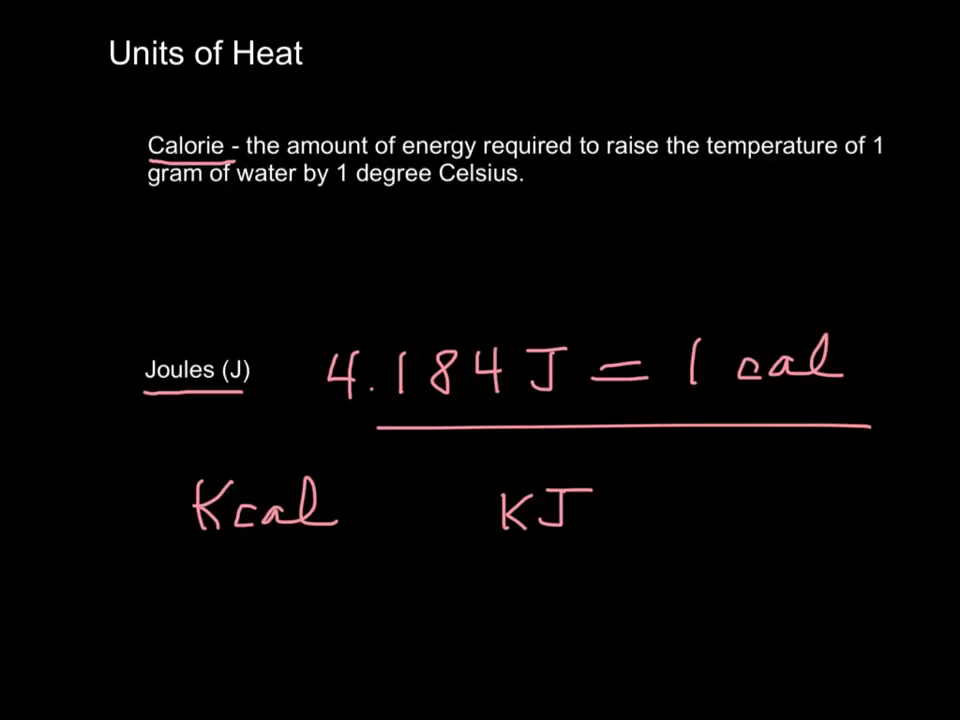 Units of Heat
Calorie - the amount of energy required to raise the temperature of 1
gram of water by 1 degree Celsius.
Joules (J) 4.184 J = 1 cal
Kcal KJ